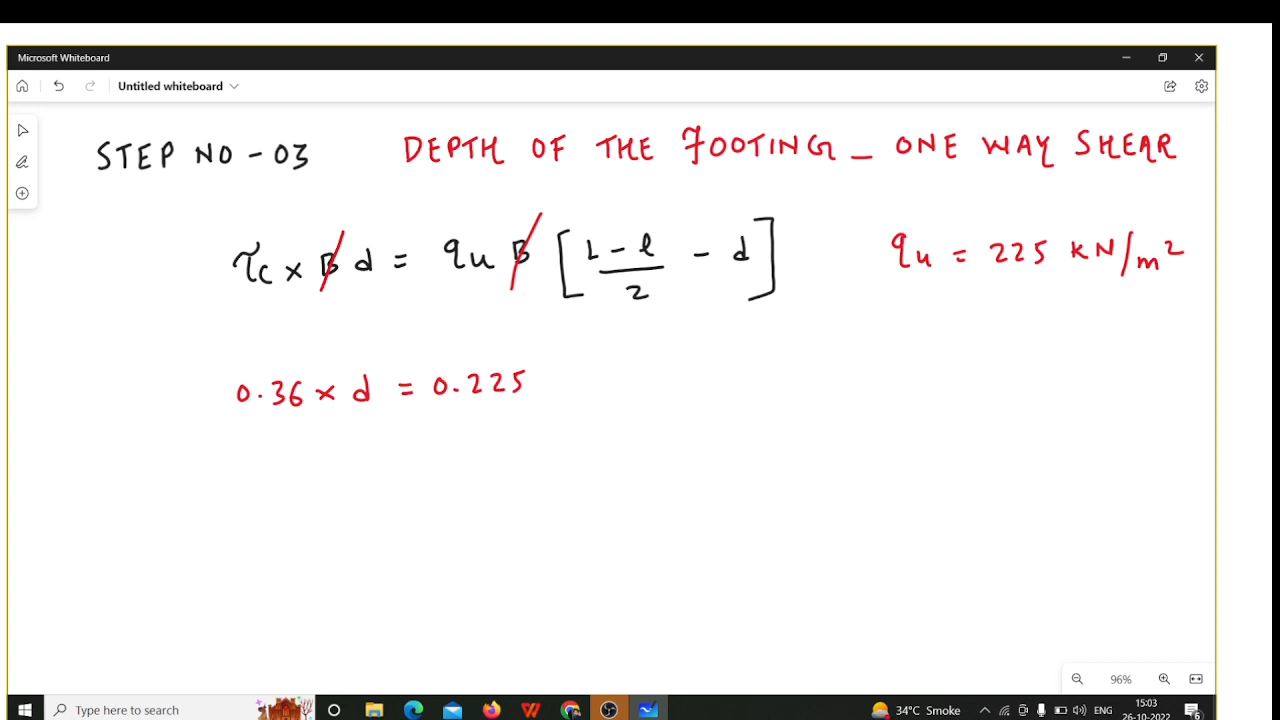 Microsoft Whiteboard
Untitled whiteboard
STEP NO - 03 DEPTH OF THE FOOTING _ ONE WAY SHEAR
τc × B d = qu B [ L - l / 2 - d ] qu = 225 KN/m²
0.36 × d = 0.225
96%
Type here to search
34°C Smoke
ENG
15:03
26-10-2022
6